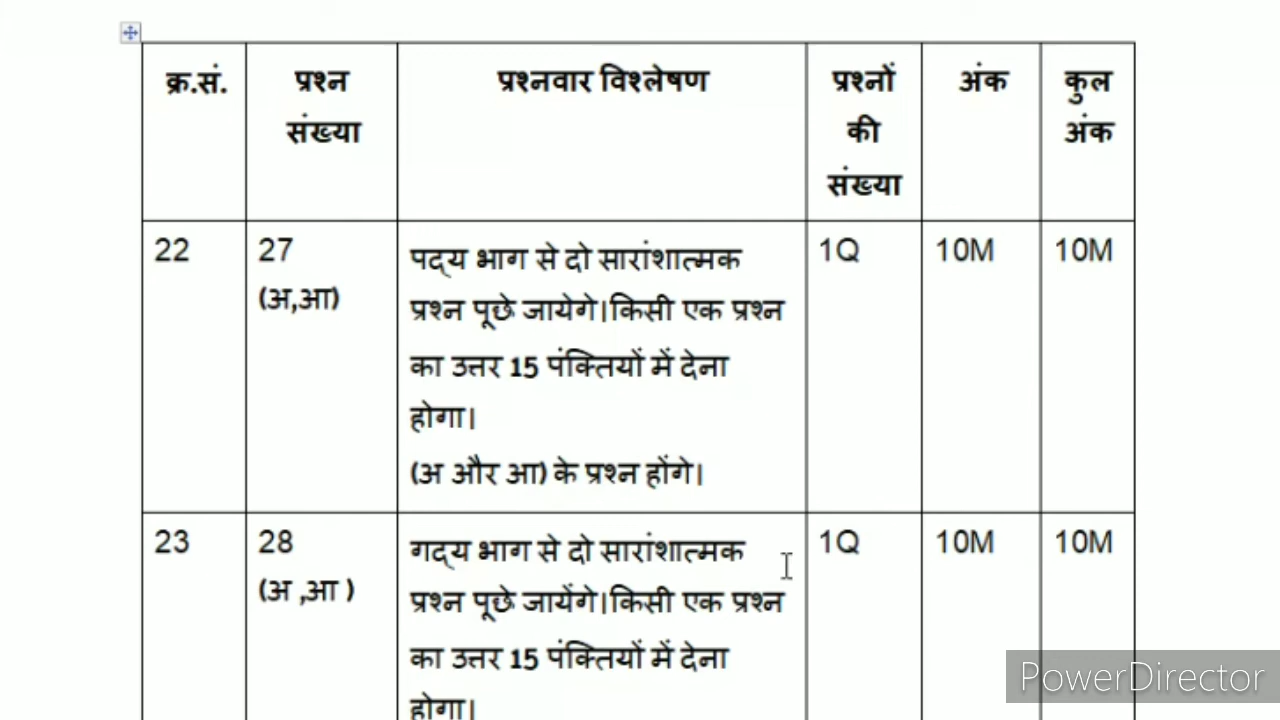 क्र.सं.
प्रश्न
संख्या
प्रश्नवार विश्लेषण
प्रश्नों
की
संख्या
अंक
कुल
अंक
22
27
(अ,आ)
पद्य भाग से दो सारांशात्मक
प्रश्न पूछे जायेगे।किसी एक प्रश्न
का उत्तर 15 पंक्तियों में देना
होगा।
(अ और आ) के प्रश्न होंगे।
1Q
10M
10M
23
28
(अ ,आ )
गद्य भाग से दो सारांशात्मक
प्रश्न पूछे जायेंगे।किसी एक प्रश्न
का उत्तर 15 पंक्तियों में देना
होगा।
1Q
10M
10M
PowerDirector